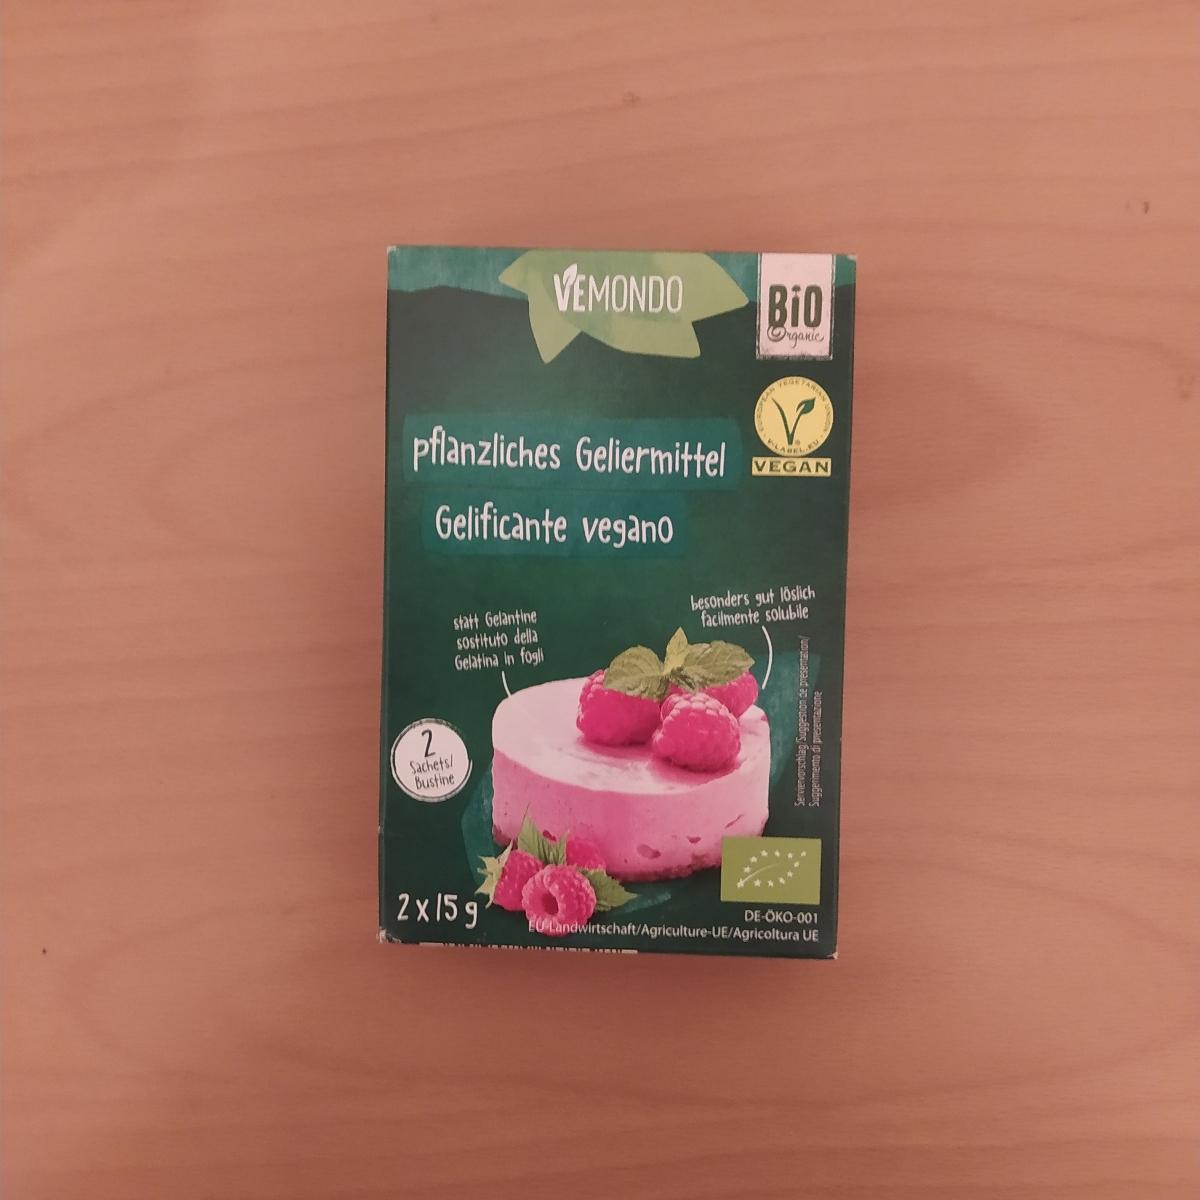 VEMONDO
BiO
Organic
EUROPEAN VEGETARIAN UNION
V-LABEL.EU
VEGAN
pflanzliches Geliermittel
Gelificante vegano
statt Gelantine
sostituto della
Gelatina in fogli
besonders gut löslich
facilmente solubile
Serviervorschlag/Suggestion de présentation/
Suggerimento di presentazione
2
Sachets/
Bustine
2 x 15 g
DE-ÖKO-001
EU-Landwirtschaft/Agriculture-UE/Agricoltura UE